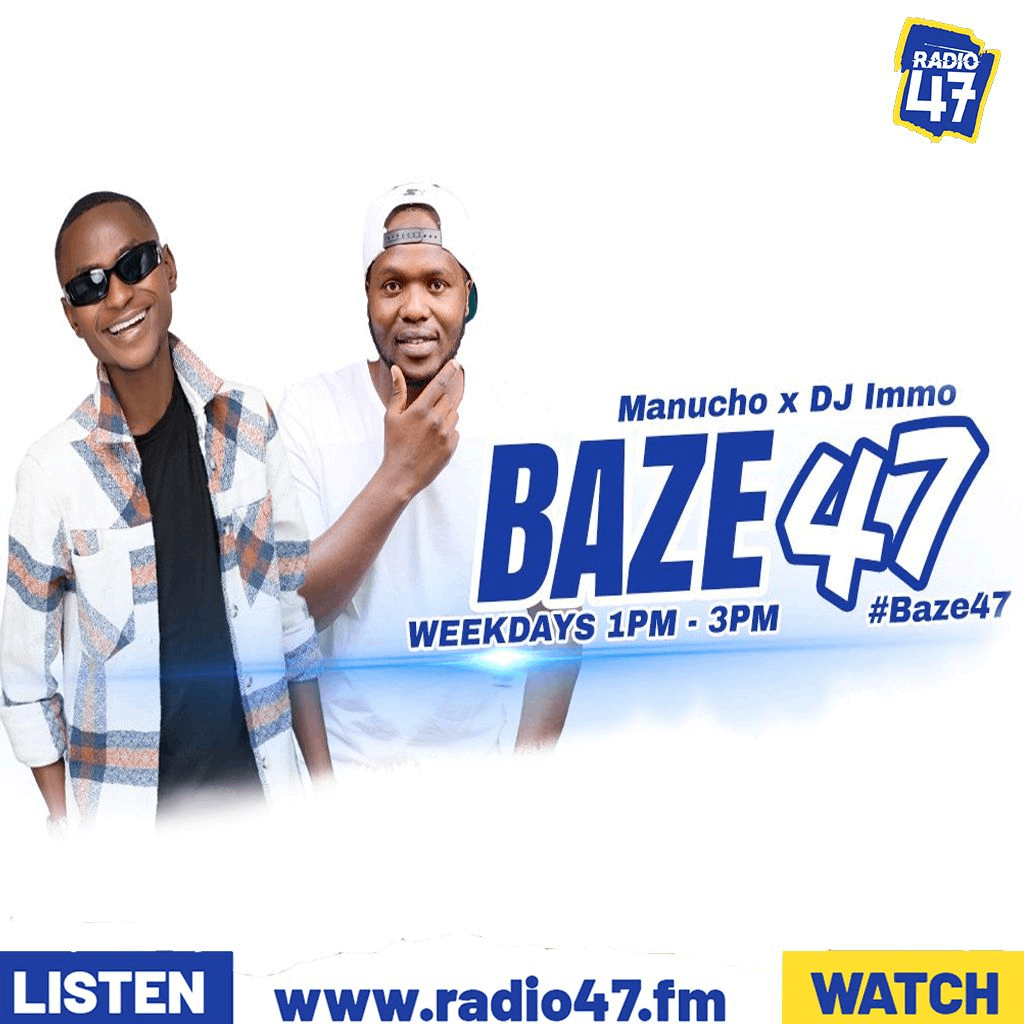 RADIO
47
Manucho x DJ Immo
BAZE 47
WEEKDAYS 1PM - 3PM
#Baze47
LISTEN
www.radio47.fm
WATCH